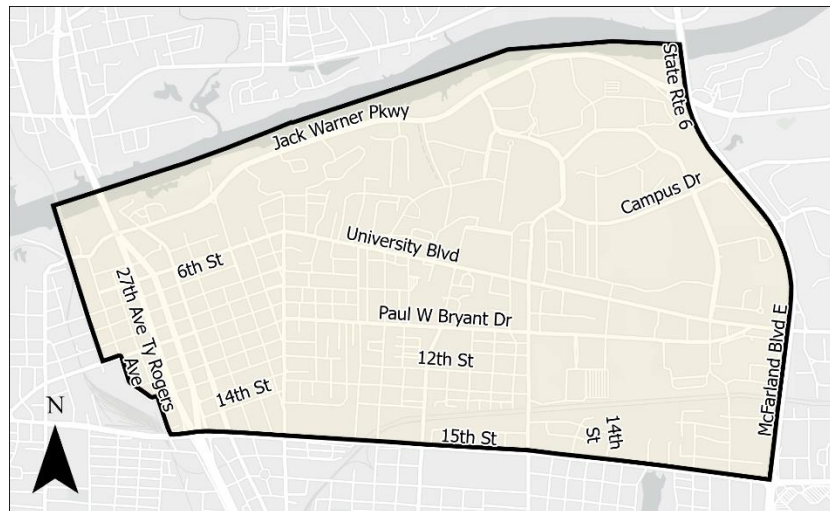 State Rte 6
Jack Warner Pkwy
Campus Dr
University Blvd
6th St
27th Ave Ty Rogers
Ave
Paul W Bryant Dr
12th St
McFarland Blvd E
14th St
N
14th
St
15th St